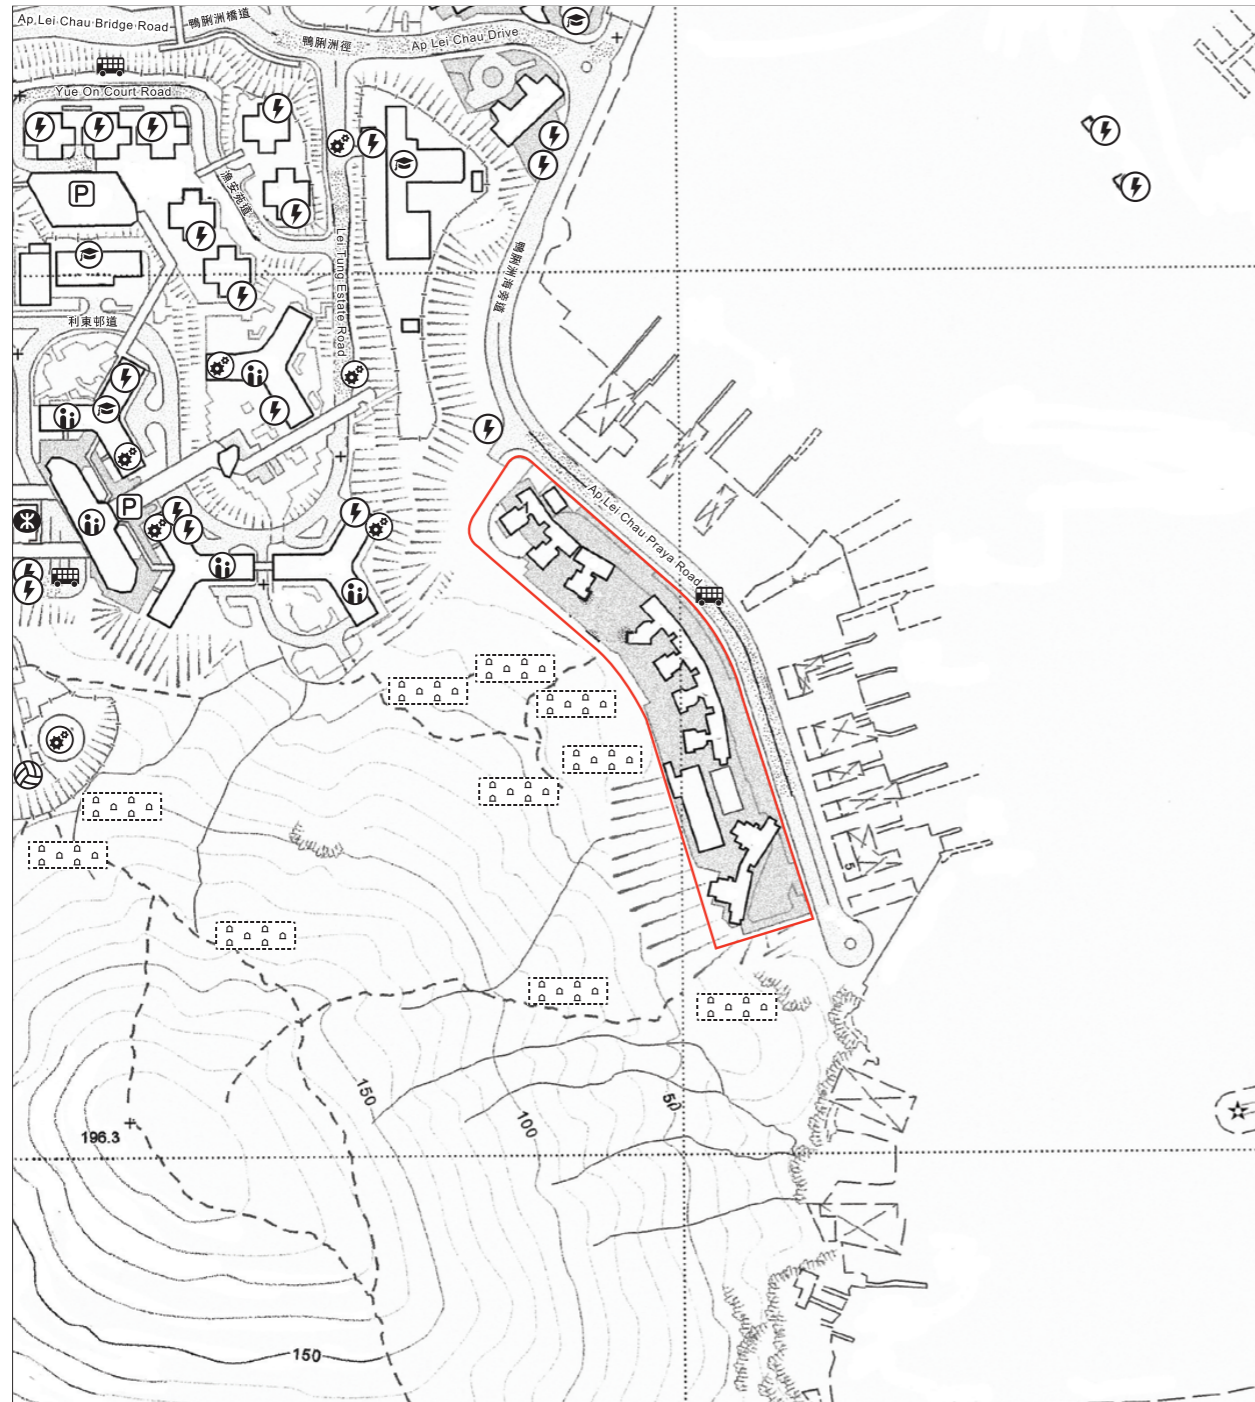 Ap Lei Chau Bridge Road
鴨脷洲橋道
鴨脷洲徑
Ap Lei Chau Drive
Yue On Court Road
漁安苑道
P
Lei Tung Estate Road
鴨脷洲海旁道
利東邨道
P
Ap Lei Chau Praya Road
5
150
100
50
196.3
150